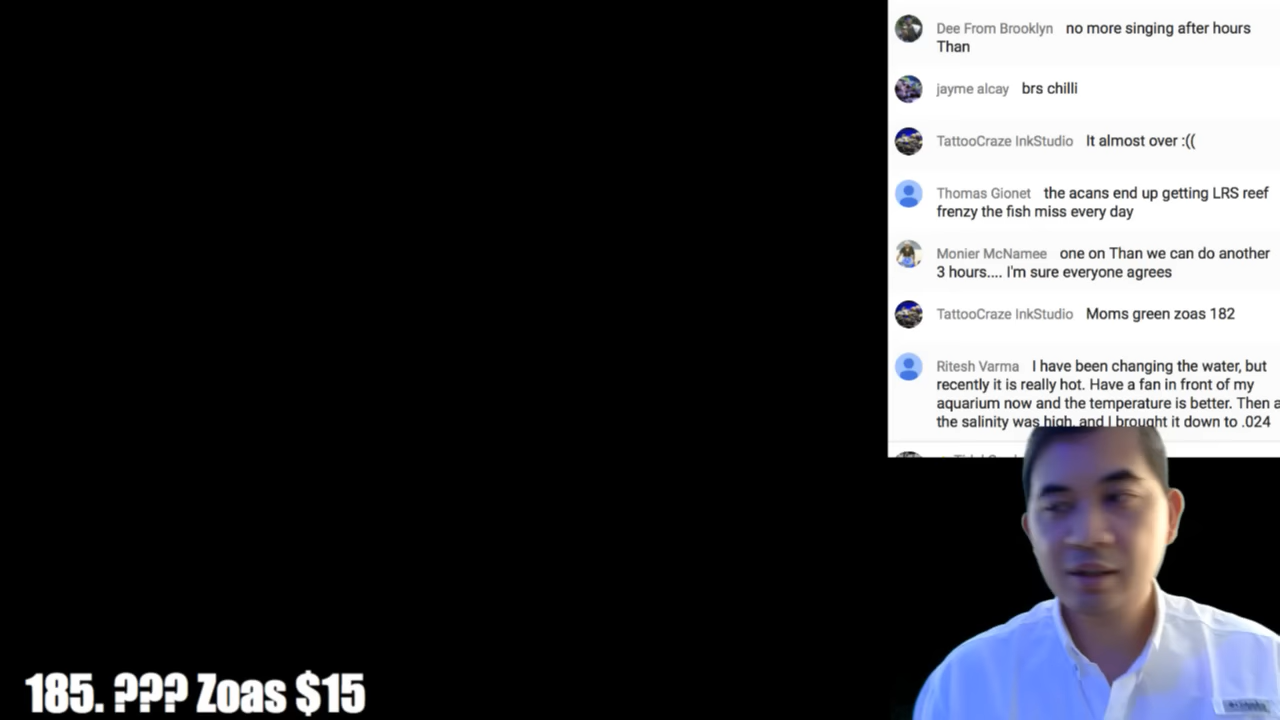 Dee From Brooklyn no more singing after hours
Than
jayme alcay brs chilli
TattooCraze InkStudio It almost over :((
Thomas Gionet the acans end up getting LRS reef
frenzy the fish miss every day
Monier McNamee one on Than we can do another
3 hours.... I'm sure everyone agrees
TattooCraze InkStudio Moms green zoas 182
Ritesh Varma I have been changing the water, but
recently it is really hot. Have a fan in front of my
aquarium now and the temperature is better. Then a
the salinity was high, and I brought it down to .024
185. ??? Zoas $15